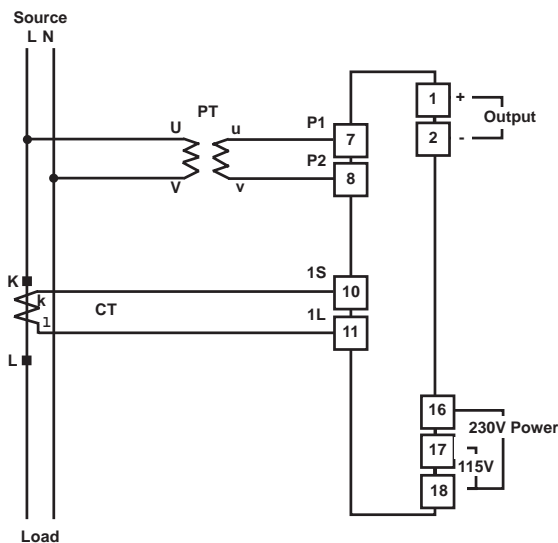 Source
L N
PT
U
u
P1
7
1
+
Output
2
-
P2
8
V
v
K
k
1S
10
CT
l
1L
11
L
16
230V Power
17
115V
18
Load